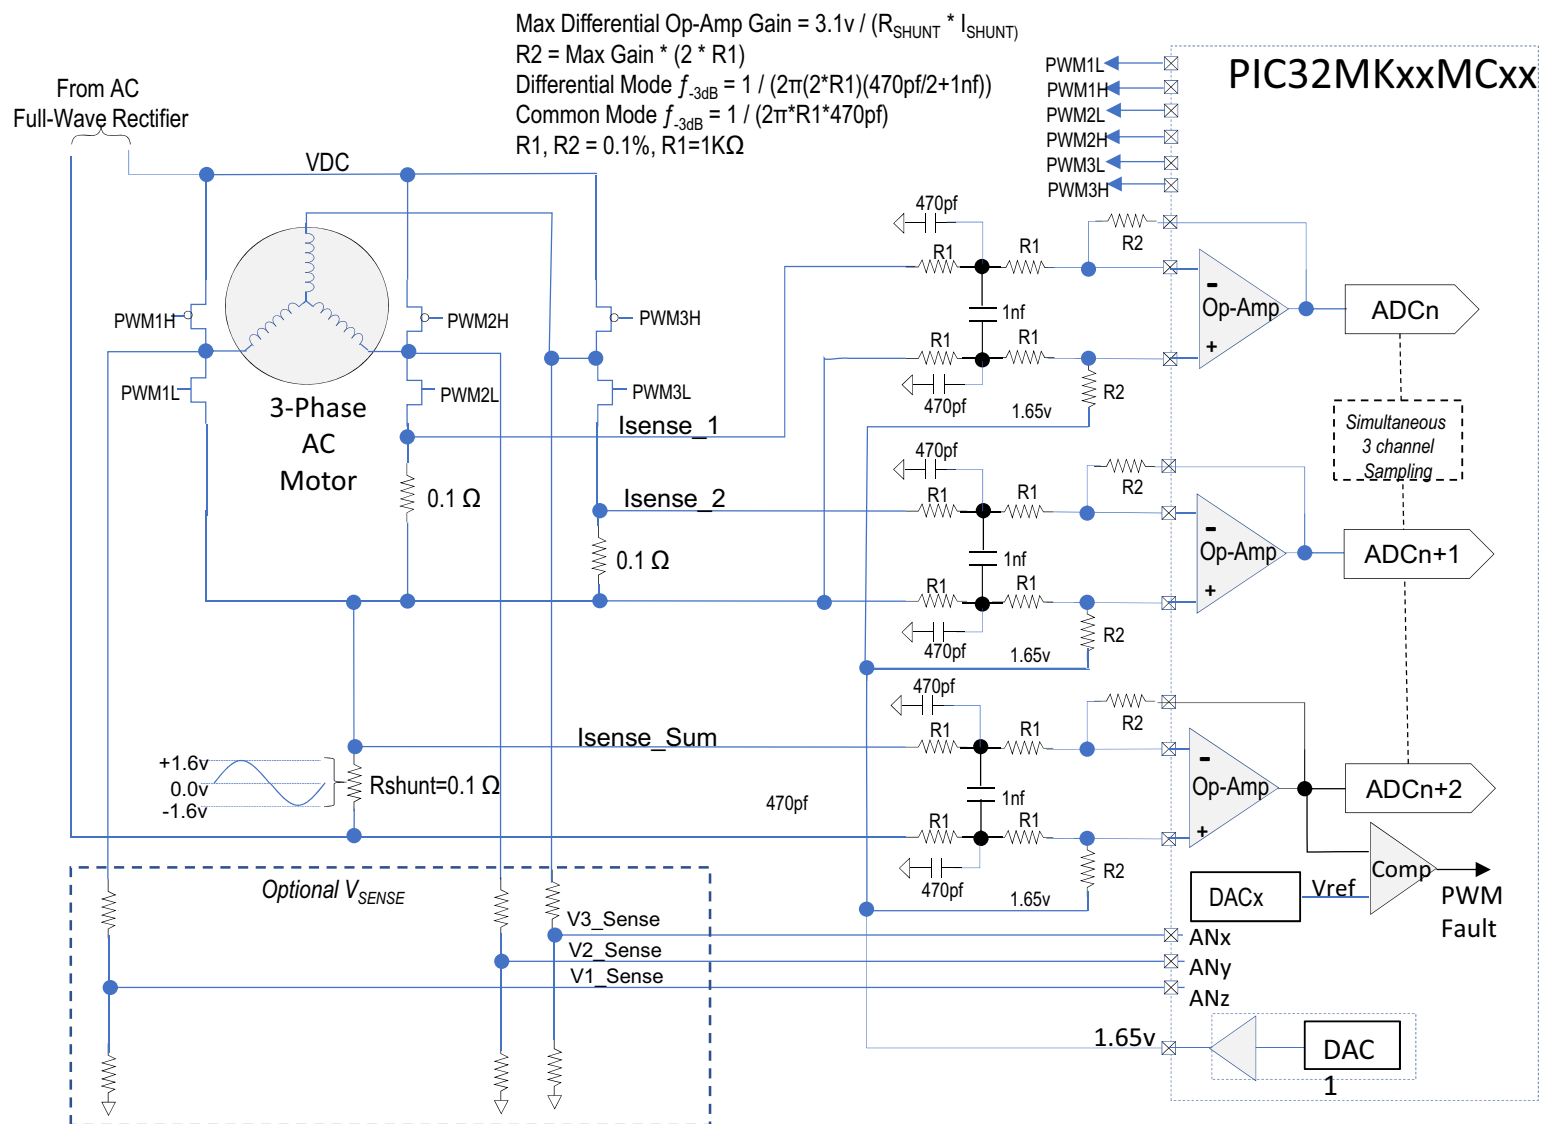 Max Differential Op-Amp Gain = 3.1v / (RSHUNT * ISHUNT)
R2 = Max Gain * (2 * R1)
Differential Mode ƒ-3dB = 1 / (2π(2*R1)(470pf/2+1nf))
Common Mode ƒ-3dB = 1 / (2π*R1*470pf)
R1, R2 = 0.1%, R1=1KΩ
From AC
Full-Wave Rectifier
VDC
PIC32MKxxMCxx
PWM1L
PWM1H
PWM2L
PWM2H
PWM3L
PWM3H
PWM1H
PWM2H
PWM3H
PWM1L
PWM2L
PWM3L
3-Phase
AC
Motor
Isense_1
0.1 Ω
Isense_2
0.1 Ω
Isense_Sum
+1.6v
0.0v
-1.6v
Rshunt=0.1 Ω
470pf
470pf
R1
R1
R2
1nf
R1
R1
470pf
R2
1.65v
-
Op-Amp
+
ADCn
Simultaneous
3 channel
Sampling
470pf
R1
R1
R2
1nf
R1
R1
470pf
R2
1.65v
-
Op-Amp
+
ADCn+1
470pf
R1
R1
R2
1nf
R1
R1
470pf
R2
1.65v
-
Op-Amp
+
ADCn+2
Comp
DACx
Vref
PWM
Fault
Optional VSENSE
V3_Sense
V2_Sense
V1_Sense
ANx
ANy
ANz
1.65v
DAC
1